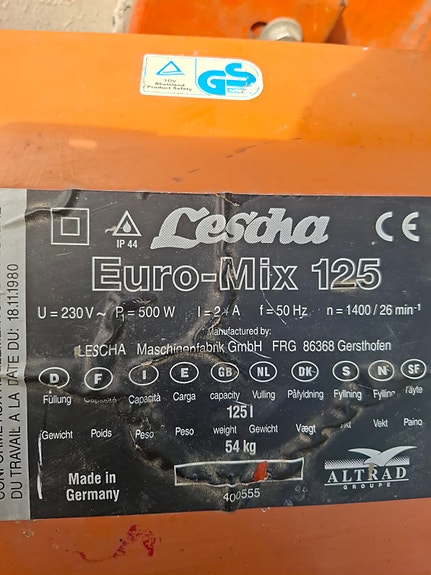 TÜV
Rheinland
Product Safety
GS
IP 44
Lescha
CE
Euro-Mix 125
U = 230 V ~ P₁ = 500 W I = 2 A f = 50 Hz n = 1400 / 26 min⁻¹
Manufactured by:
LESCHA Maschinenfabrik GmbH FRG 86368 Gersthofen
D F I E GB NL DK S N SF
Füllung Capacité Capacità Carga capacity Vulling Påfyldning Fyllning Fylling Täyte
125 l
Gewicht Poids Peso Peso weight Gewicht Vægt Vekt Paino
54 kg
Made in
Germany
400555
ALTRAD
GROUPE
DU TRAVAIL A LA DATE DU: 18.11.1980